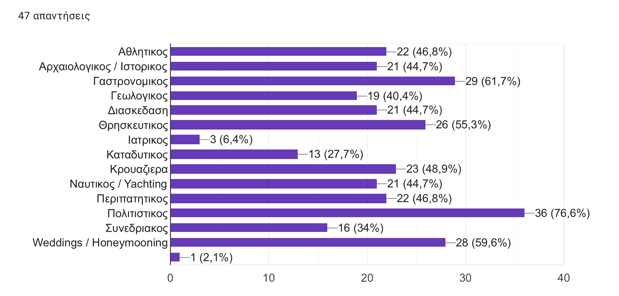 47 απαντήσεις
Αθλητικος 22 (46,8%)
Αρχαιολογικος / Ιστορικος 21 (44,7%)
Γαστρονομικος 29 (61,7%)
Γεωλογικος 19 (40,4%)
Διασκεδαση 21 (44,7%)
Θρησκευτικος 26 (55,3%)
Ιατρικος 3 (6,4%)
Καταδυτικος 13 (27,7%)
Κρουαζιερα 23 (48,9%)
Ναυτικος / Yachting 21 (44,7%)
Περιπατητικος 22 (46,8%)
Πολιτιστικος 36 (76,6%)
Συνεδριακος 16 (34%)
Weddings / Honeymooning 28 (59,6%)
1 (2,1%)
0 10 20 30 40